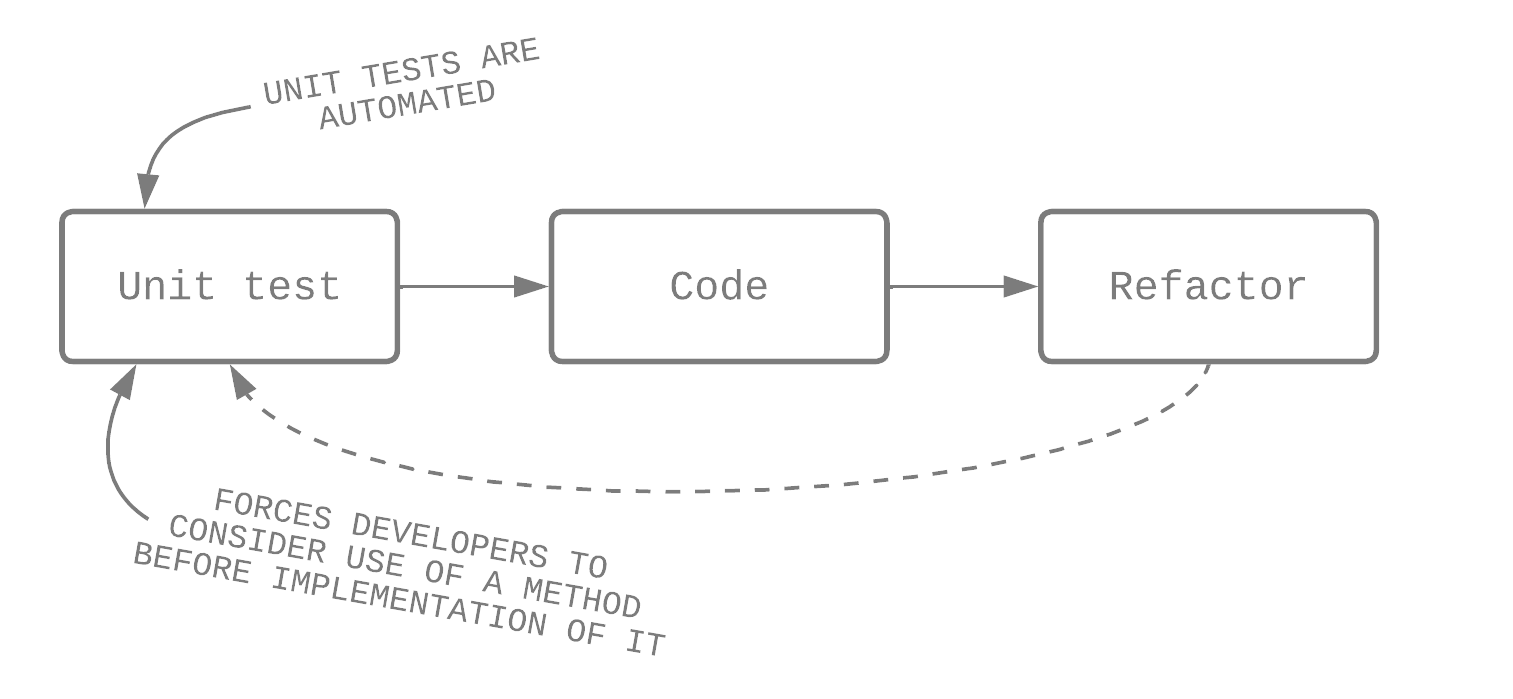 UNIT TESTS ARE
AUTOMATED
Unit test
Code
Refactor
FORCES DEVELOPERS TO
CONSIDER USE OF A METHOD
BEFORE IMPLEMENTATION OF IT